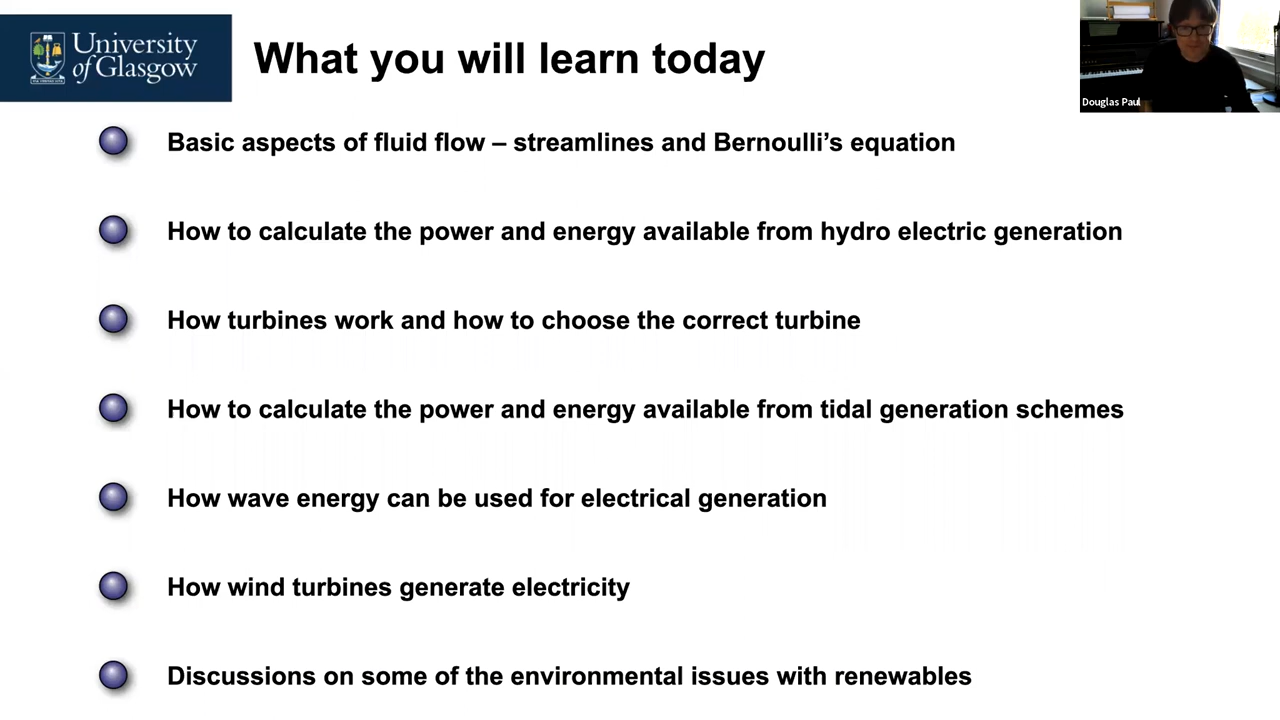 University
of Glasgow
What you will learn today
Douglas Paul
Basic aspects of fluid flow – streamlines and Bernoulli’s equation
How to calculate the power and energy available from hydro electric generation
How turbines work and how to choose the correct turbine
How to calculate the power and energy available from tidal generation schemes
How wave energy can be used for electrical generation
How wind turbines generate electricity
Discussions on some of the environmental issues with renewables